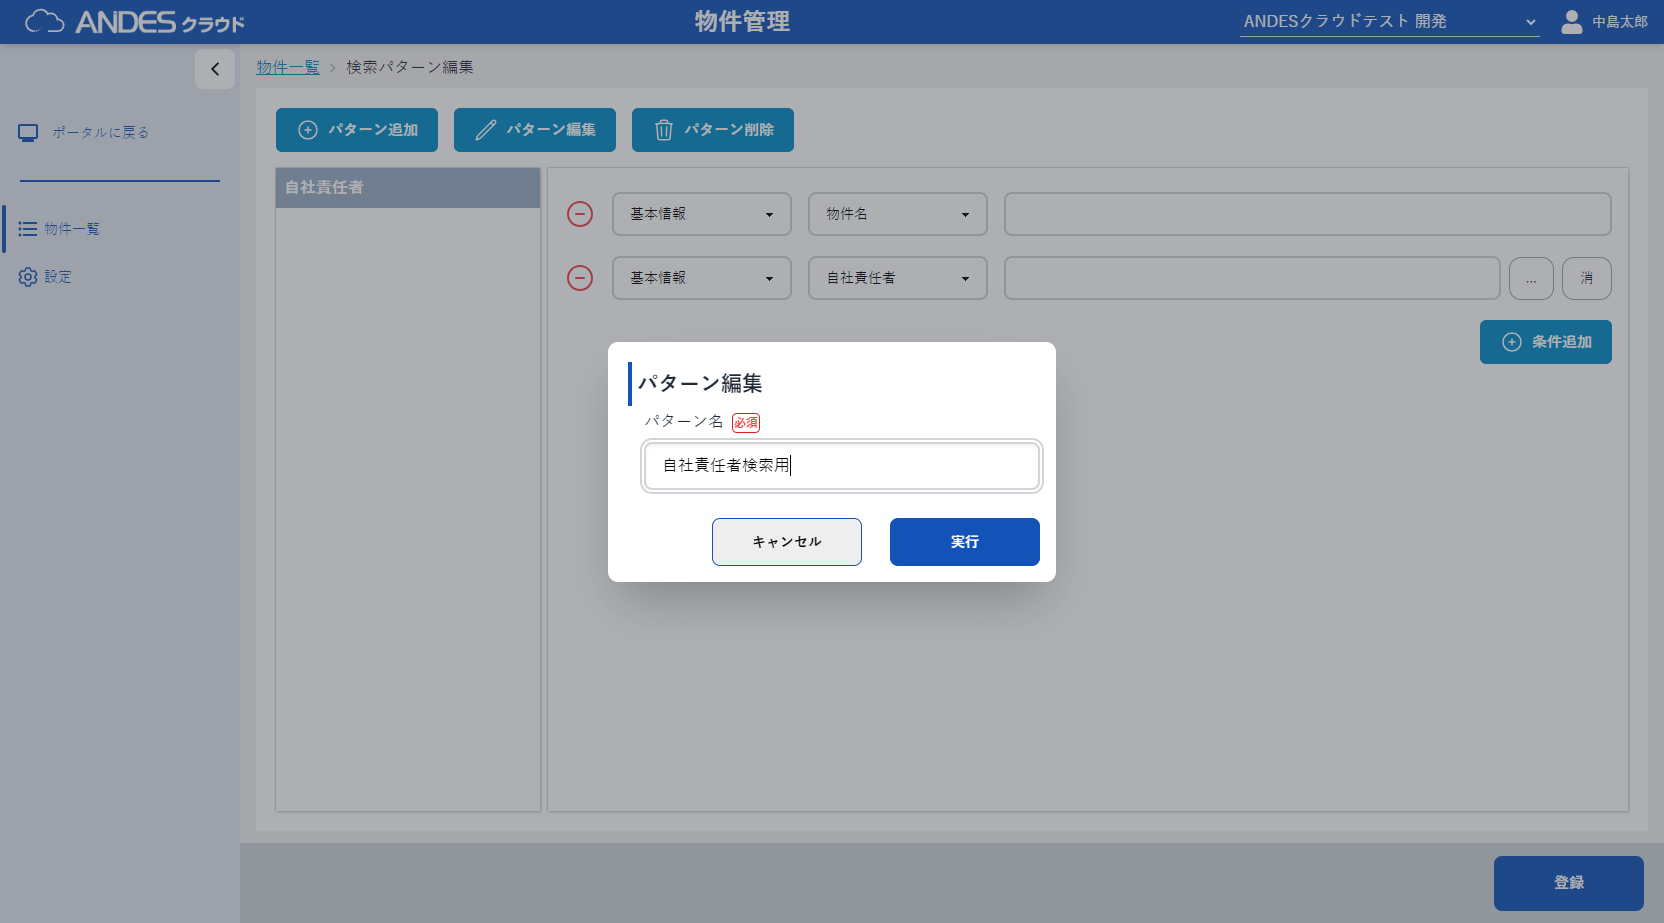 ANDES クラウド
物件管理
ANDESクラウドテスト 開発
中島太郎
物件一覧 > 検索パターン編集
ポータルに戻る
物件一覧
設定
パターン追加
パターン編集
パターン削除
自社責任者
基本情報
物件名
基本情報
自社責任者
...
消
条件追加
パターン編集
パターン名 必須
自社責任者検索用
キャンセル
実行
登録